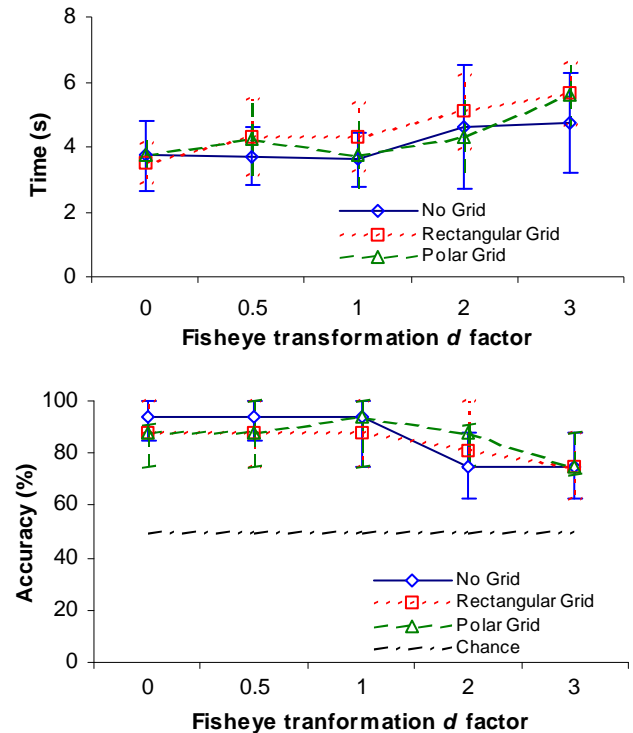 8
6
4
2
0
Time (s)
No Grid
Rectangular Grid
Polar Grid
0 0.5 1 2 3
Fisheye transformation d factor
100
80
60
40
20
0
Accuracy (%)
No Grid
Rectangular Grid
Polar Grid
Chance
0 0.5 1 2 3
Fisheye tranformation d factor